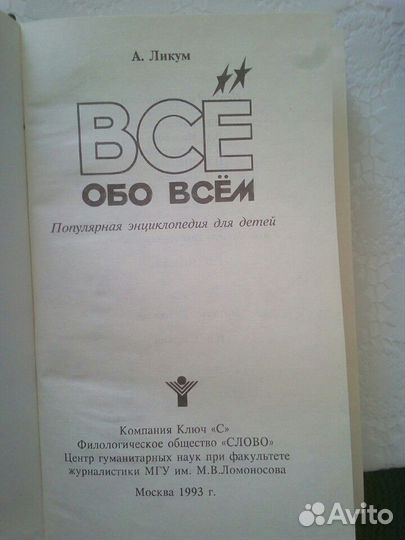 А. Ликум
ВСЁ
ОБО ВСЁМ
Популярная энциклопедия для детей
Компания Ключ «С»
Филологическое общество «СЛОВО»
Центр гуманитарных наук при факультете
журналистики МГУ им. М.В.Ломоносова
Москва 1993 г.
Avito